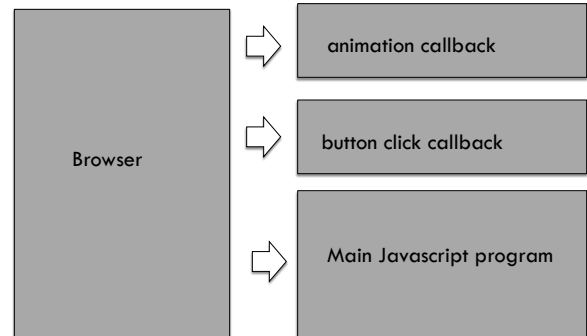 Browser
animation callback
button click callback
Main Javascript program